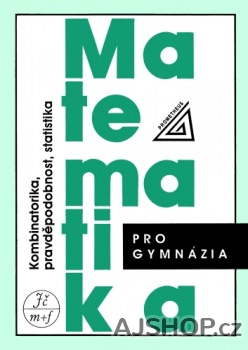 Ma
te
ma
ti
ka
Kombinatorika,
pravděpodobnost, statistika
PROMETHEUS
PRO
GYMNÁZIA
Jč
m+f
AJSHOP.cz